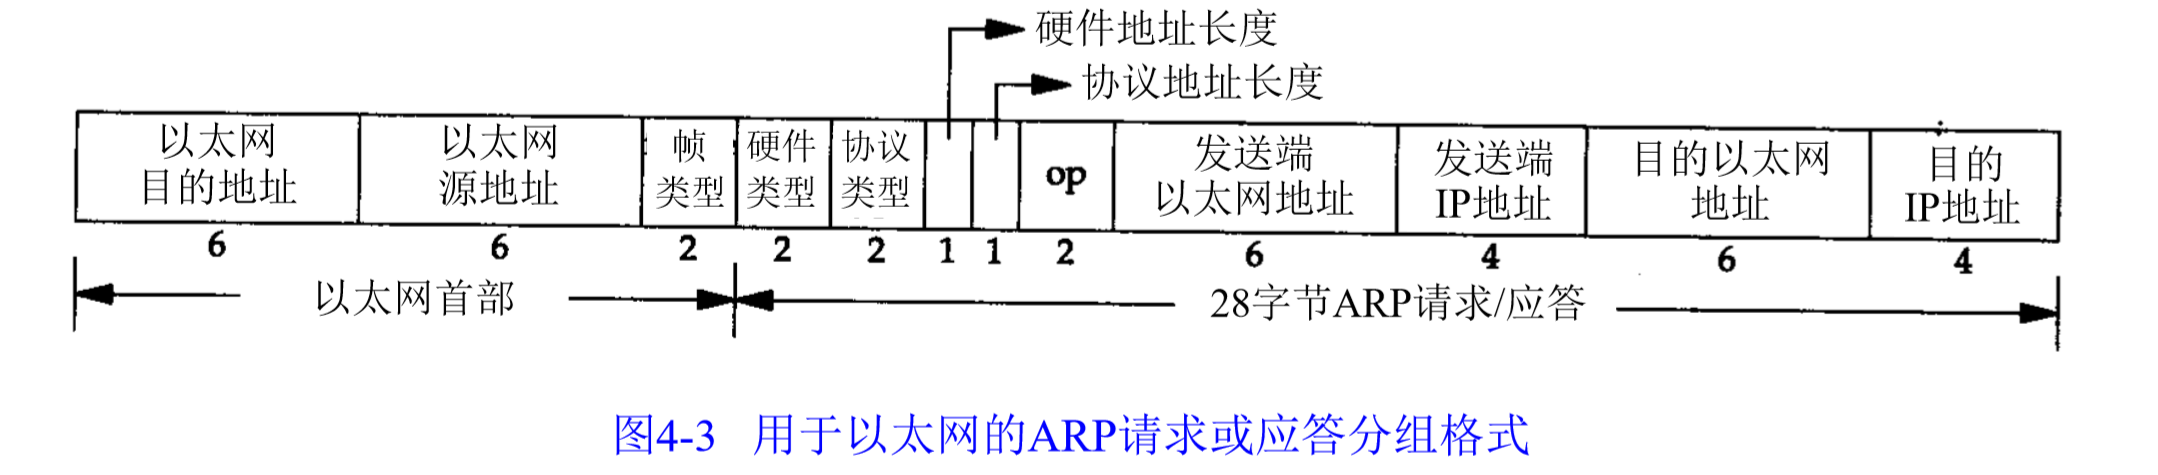 硬件地址长度
协议地址长度
以太网
目的地址
以太网
源地址
帧
类型
硬件
类型
协议
类型
op
发送端
以太网地址
发送端
IP地址
目的以太网
地址
目的
IP地址
6
6
2
2
2
1
1
2
6
4
6
4
以太网首部
28字节ARP请求/应答
图4-3 用于以太网的ARP请求或应答分组格式